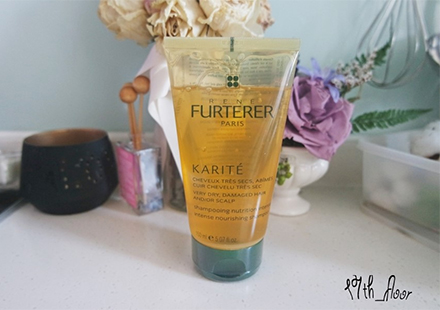 RENE
FURTERER
PARIS
KARITÉ
CHEVEUX TRÈS SECS, ABÎMÉS
CUIR CHEVELU TRÈS SEC
VERY DRY, DAMAGED HAIR
AND/OR SCALP
shampooing nutrition
intense nourishing
17th_floor